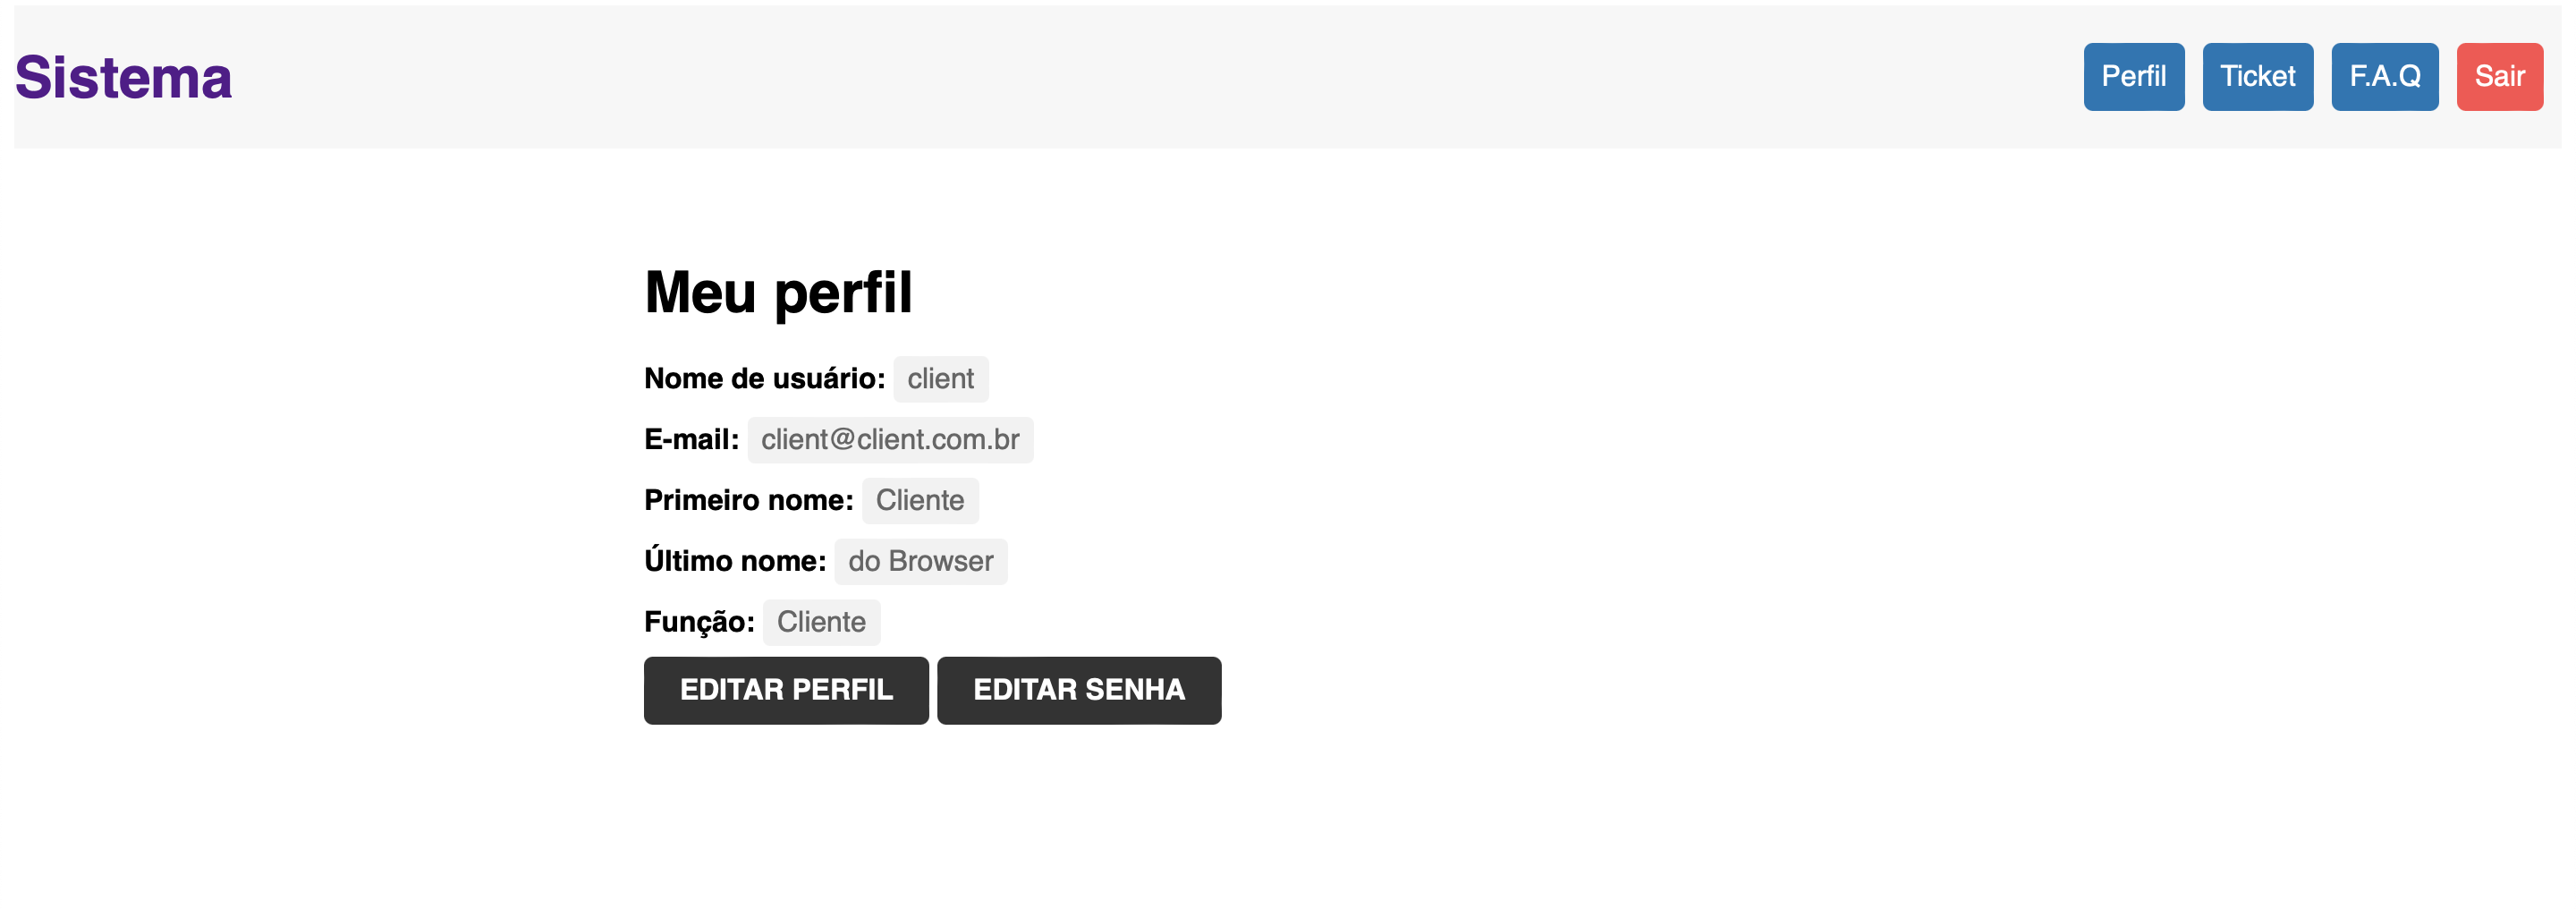 Sistema
Perfil Ticket F.A.Q Sair
Meu perfil
Nome de usuário: client
E-mail: client@client.com.br
Primeiro nome: Cliente
Último nome: do Browser
Função: Cliente
EDITAR PERFIL EDITAR SENHA